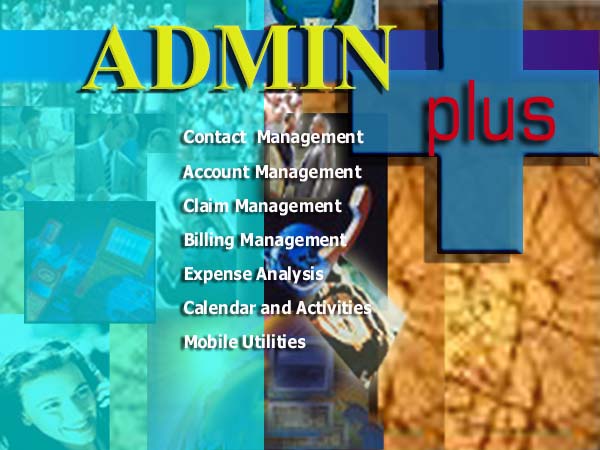 ADMIN
plus
Contact Management
Account Management
Claim Management
Billing Management
Expense Analysis
Calendar and Activities
Mobile Utilities